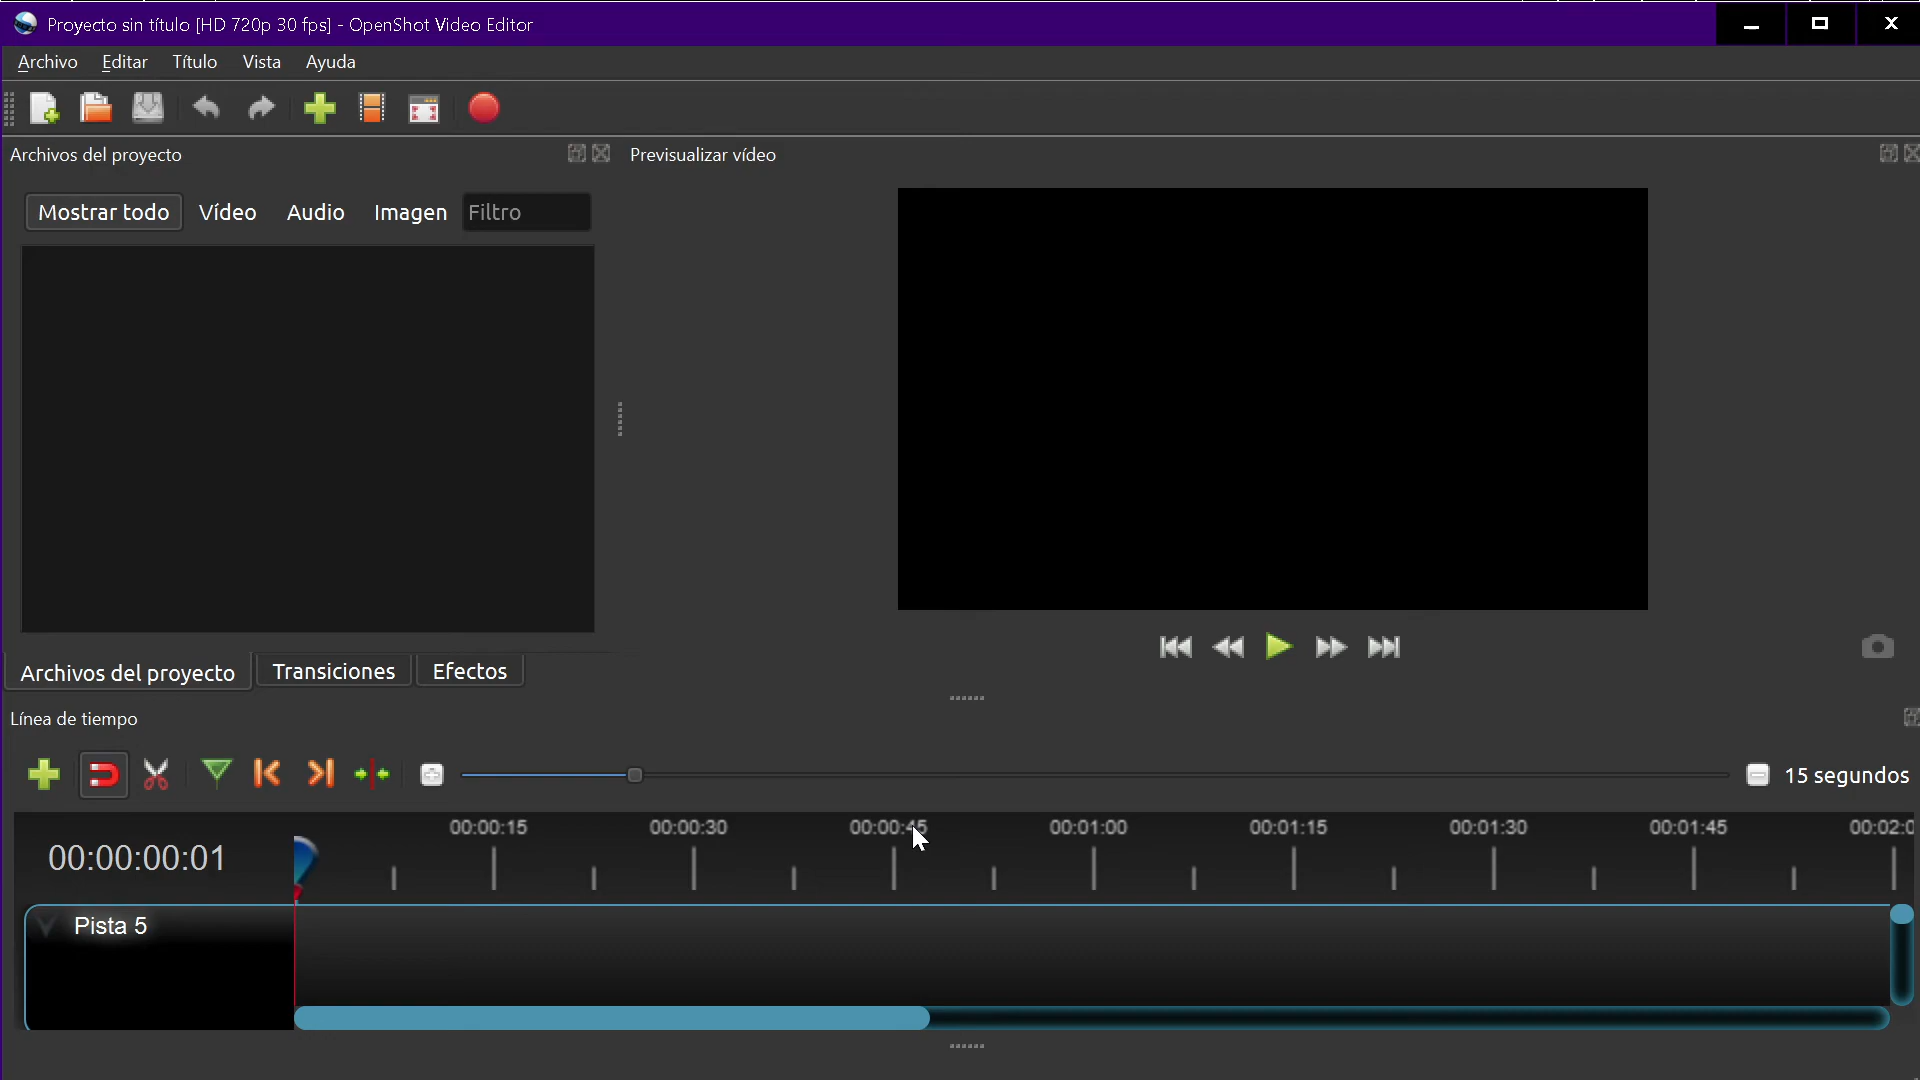 Proyecto sin título [HD 720p 30 fps] - OpenShot Video Editor
Archivo Editar Título Vista Ayuda
Archivos del proyecto Previsualizar vídeo
Mostrar todo Vídeo Audio Imagen Filtro
Archivos del proyecto Transiciones Efectos
Línea de tiempo
15 segundos
00:00:15 00:00:30 00:00:45 00:01:00 00:01:15 00:01:30 00:01:45 00:02:0
00:00:00:01
Pista 5